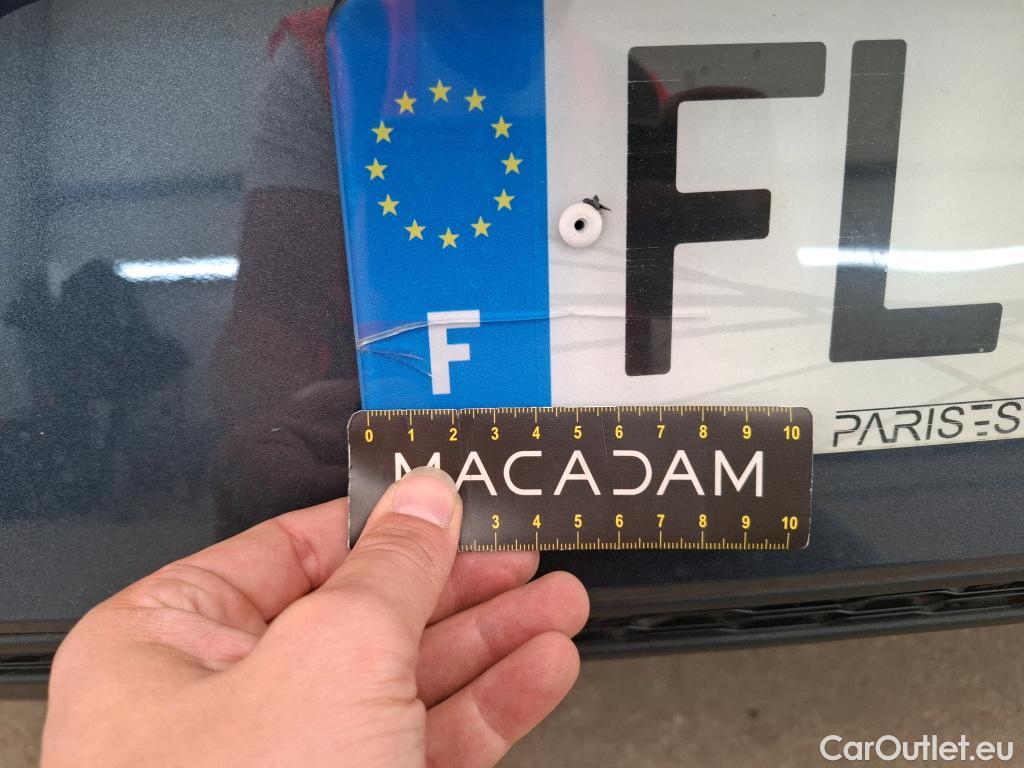 FL
F
PARISES
0 1 2 3 4 5 6 7 8 9 10
MACADAM
3 4 5 6 7 8 9 10
CarOutlet.eu